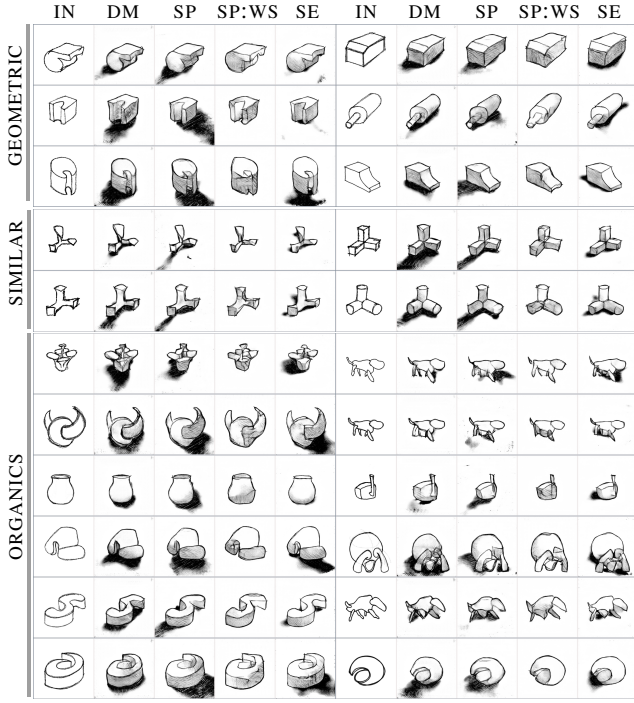 IN DM SP SP:WS SE IN DM SP SP:WS SE
GEOMETRIC
SIMILAR
ORGANICS